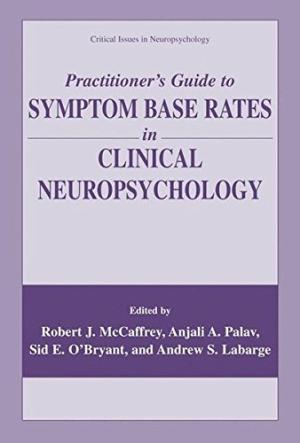 Critical Issues in Neuropsychology
Practitioner's Guide to
SYMPTOM BASE RATES
in
CLINICAL
NEUROPSYCHOLOGY
Edited by
Robert J. McCaffrey, Anjali A. Palav,
Sid E. O'Bryant, and Andrew S. Labarge